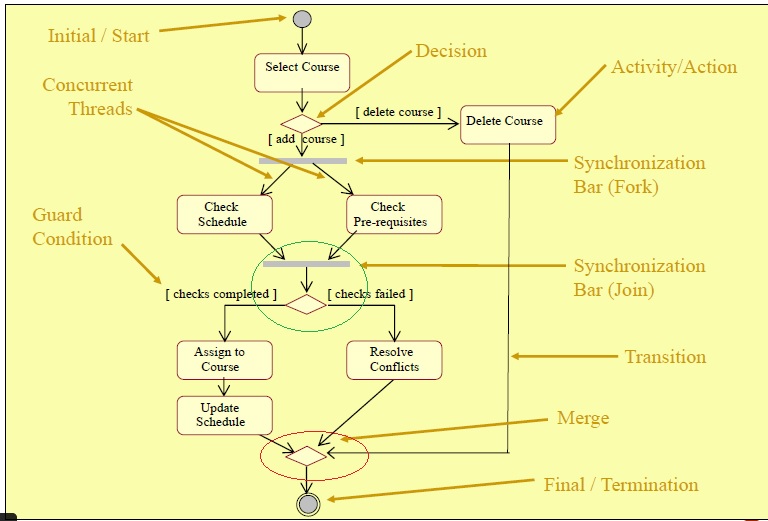 Initial / Start
Decision
Select Course
Activity/Action
Concurrent
Threads
[ delete course ]
Delete Course
[ add course ]
Synchronization
Bar (Fork)
Check
Schedule
Check
Pre-requisites
Guard
Condition
Synchronization
Bar (Join)
[ checks completed ]
[ checks failed ]
Assign to
Course
Resolve
Conflicts
Transition
Update
Schedule
Merge
Final / Termination